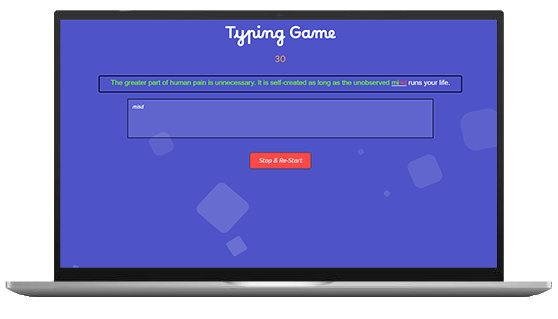 Typing Game
30
The greater part of human pain is unnecessary. It is self-created as long as the unobserved mind runs your life.
misd
Stop & Re-Start